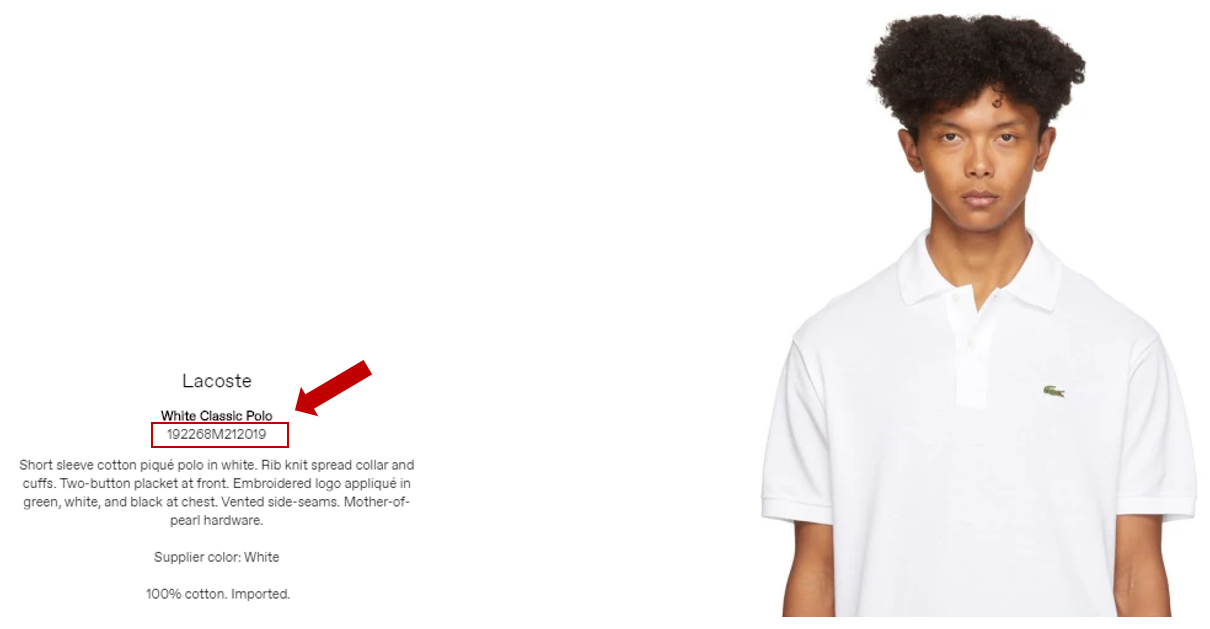 Lacoste
White Classic Polo
192268M212019
Short sleeve cotton piqué polo in white. Rib knit spread collar and
cuffs. Two-button placket at front. Embroidered logo appliqué in
green, white, and black at chest. Vented side-seams. Mother-of-
pearl hardware.
Supplier color: White
100% cotton. Imported.